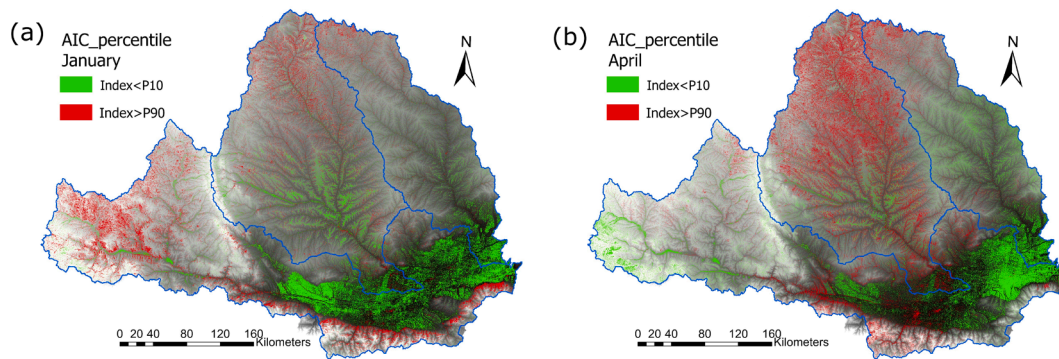 (a)
AIC_percentile
January
Index<P10
Index>P90
N
0 20 40 80 120 160
Kilometers
(b)
AIC_percentile
April
Index<P10
Index>P90
N
0 20 40 80 120 160
Kilometers